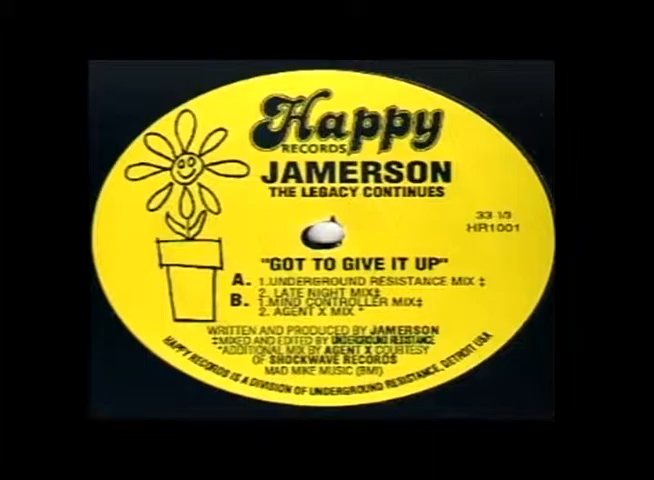 Happy
RECORDS
JAMERSON
THE LEGACY CONTINUES
33 1/3
HR1001
"GOT TO GIVE IT UP"
A. 1.UNDERGROUND RESISTANCE MIX ‡
2. LATE NIGHT MIX‡
B. 1.MIND CONTROLLER MIX‡
2. AGENT X MIX *
WRITTEN AND PRODUCED BY JAMERSON
‡MIXED AND EDITED BY UNDERGROUND RESISTANCE
*ADDITIONAL MIX BY AGENT X COURTESY
OF SHOCKWAVE RECORDS
MAD MIKE MUSIC (BMI)
HAPPY RECORDS IS A DIVISION OF UNDERGROUND RESISTANCE, DETROIT USA